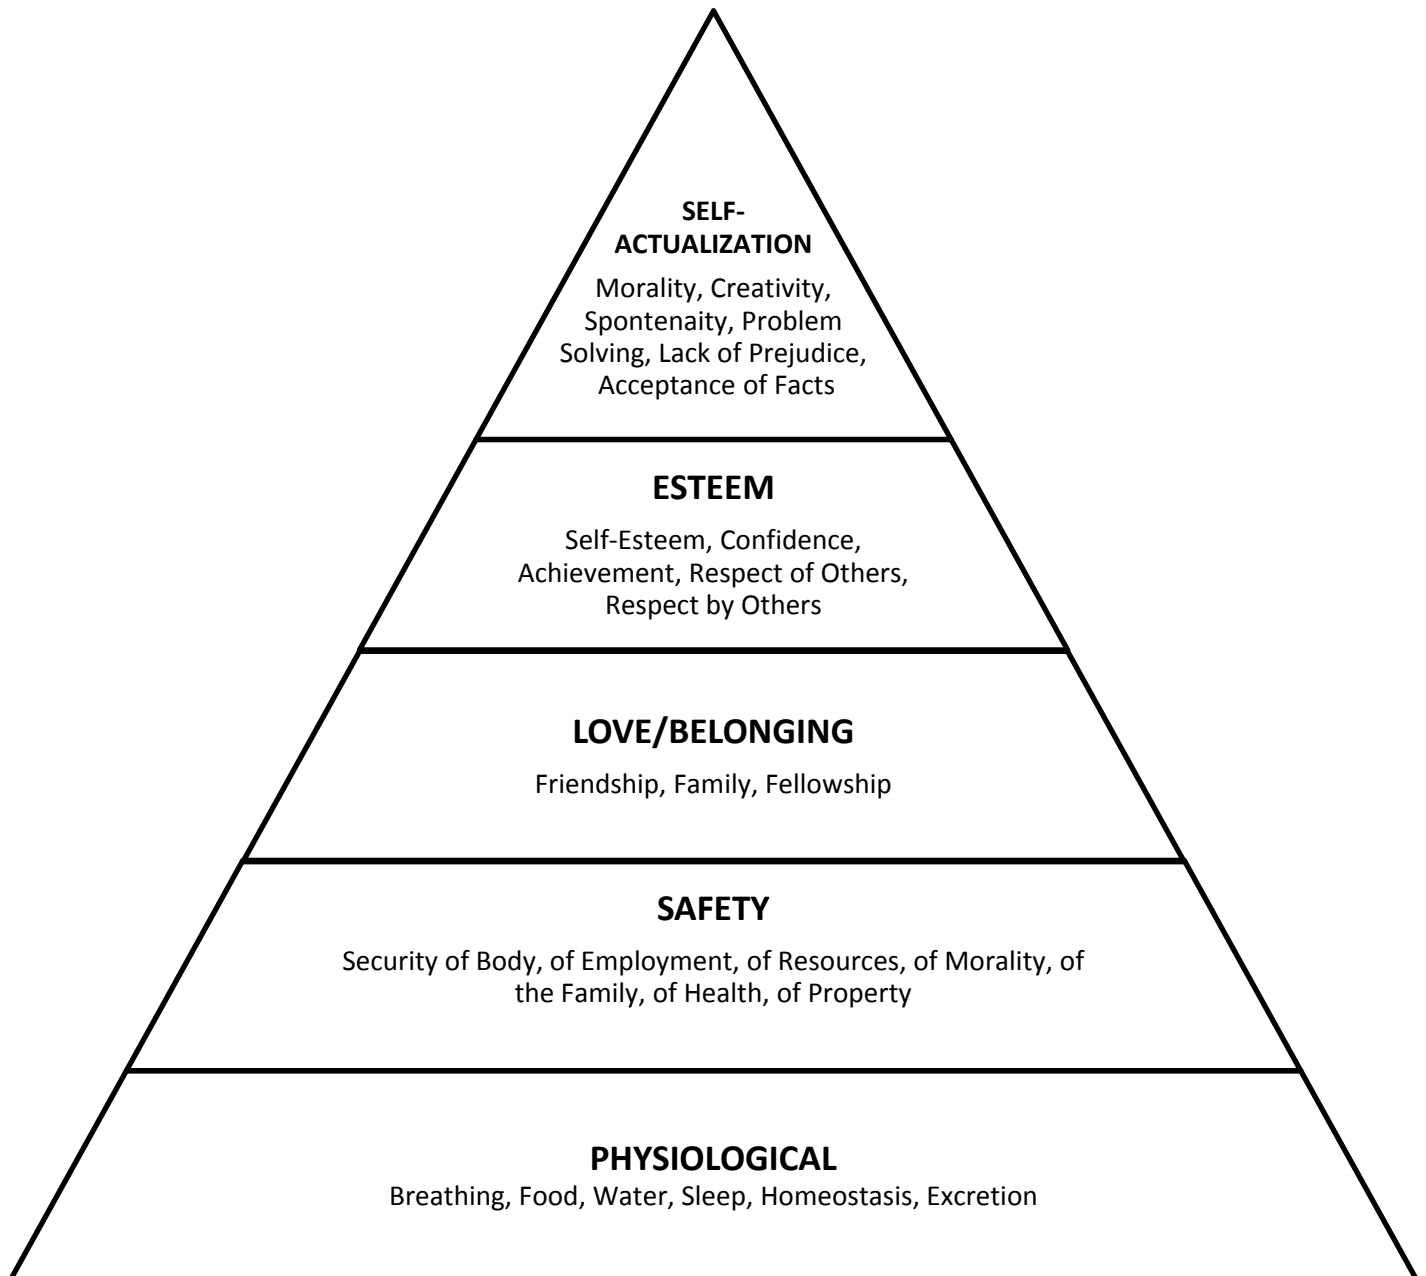 SELF-
ACTUALIZATION
Morality, Creativity,
Spontenaity, Problem
Solving, Lack of Prejudice,
Acceptance of Facts
ESTEEM
Self-Esteem, Confidence,
Achievement, Respect of Others,
Respect by Others
LOVE/BELONGING
Friendship, Family, Fellowship
SAFETY
Security of Body, of Employment, of Resources, of Morality, of
the Family, of Health, of Property
PHYSIOLOGICAL
Breathing, Food, Water, Sleep, Homeostasis, Excretion